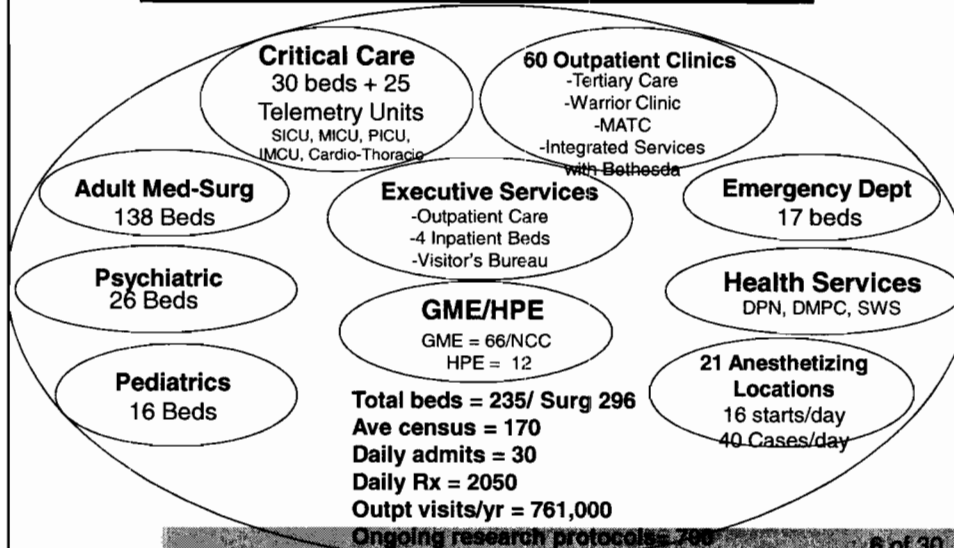 Critical Care
30 beds + 25
Telemetry Units
SICU, MICU, PICU,
IMCU, Cardio-Thoracic
60 Outpatient Clinics
-Tertiary Care
-Warrior Clinic
-MATC
-Integrated Services
with Bethesda
Adult Med-Surg
138 Beds
Executive Services
-Outpatient Care
-4 Inpatient Beds
-Visitor's Bureau
Emergency Dept
17 beds
Psychiatric
26 Beds
GME/HPE
GME = 66/NCC
HPE = 12
Health Services
DPN, DMPC, SWS
Pediatrics
16 Beds
21 Anesthetizing
Locations
16 starts/day
40 Cases/day
Total beds = 235/ Surg 296
Ave census = 170
Daily admits = 30
Daily Rx = 2050
Outpt visits/yr = 761,000
Ongoing research protocols=
6 of 30